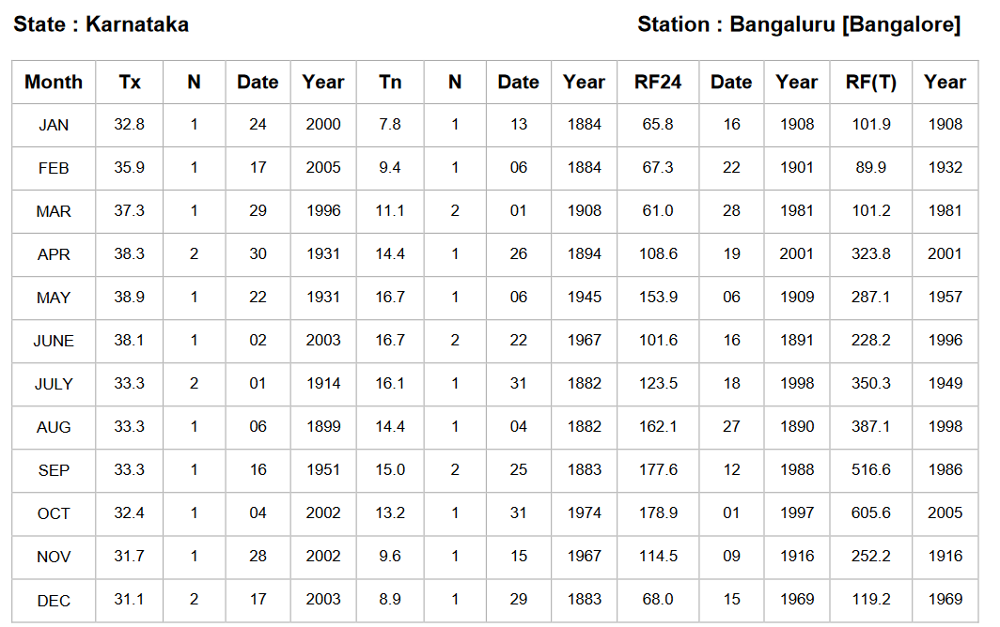 State : Karnataka Station : Bangaluru [Bangalore]
Month Tx N Date Year Tn N Date Year RF24 Date Year RF(T) Year
JAN 32.8 1 24 2000 7.8 1 13 1884 65.8 16 1908 101.9 1908
FEB 35.9 1 17 2005 9.4 1 06 1884 67.3 22 1901 89.9 1932
MAR 37.3 1 29 1996 11.1 2 01 1908 61.0 28 1981 101.2 1981
APR 38.3 2 30 1931 14.4 1 26 1894 108.6 19 2001 323.8 2001
MAY 38.9 1 22 1931 16.7 1 06 1945 153.9 06 1909 287.1 1957
JUNE 38.1 1 02 2003 16.7 2 22 1967 101.6 16 1891 228.2 1996
JULY 33.3 2 01 1914 16.1 1 31 1882 123.5 18 1998 350.3 1949
AUG 33.3 1 06 1899 14.4 1 04 1882 162.1 27 1890 387.1 1998
SEP 33.3 1 16 1951 15.0 2 25 1883 177.6 12 1988 516.6 1986
OCT 32.4 1 04 2002 13.2 1 31 1974 178.9 01 1997 605.6 2005
NOV 31.7 1 28 2002 9.6 1 15 1967 114.5 09 1916 252.2 1916
DEC 31.1 2 17 2003 8.9 1 29 1883 68.0 15 1969 119.2 1969